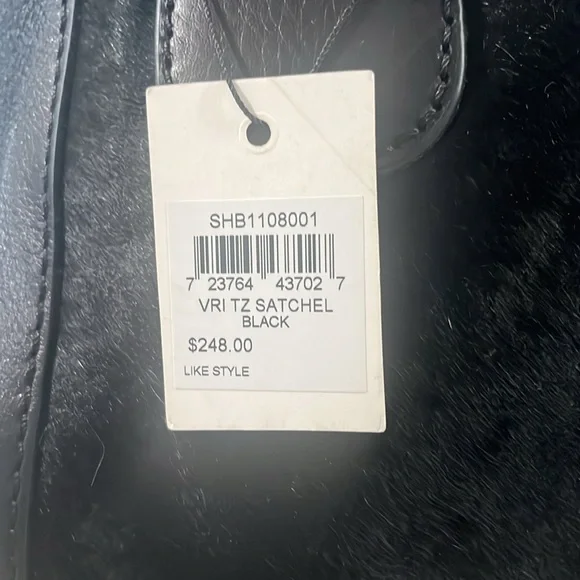 SHB1108001
7 23764 43702 7
VRI TZ SATCHEL
BLACK
$248.00
LIKE STYLE